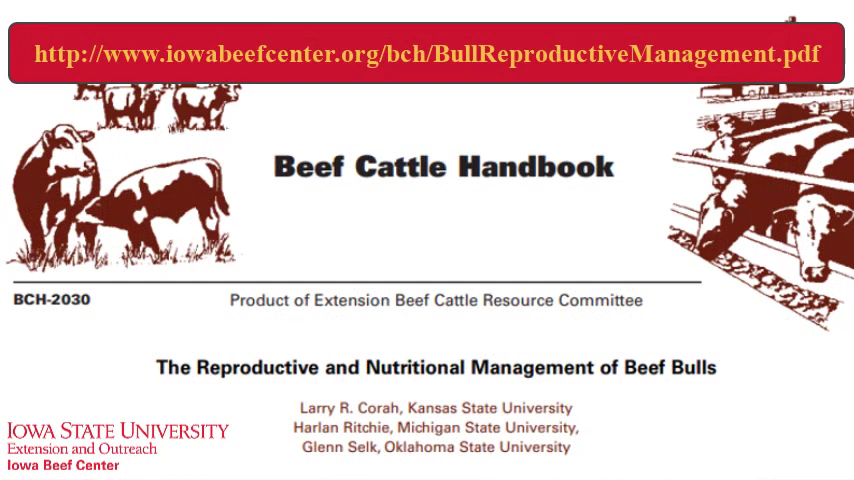 http://www.iowabeefcenter.org/bch/BullReproductiveManagement.pdf
Beef Cattle Handbook
BCH-2030
Product of Extension Beef Cattle Resource Committee
The Reproductive and Nutritional Management of Beef Bulls
Larry R. Corah, Kansas State University
Harlan Ritchie, Michigan State University,
Glenn Selk, Oklahoma State University
IOWA STATE UNIVERSITY
Extension and Outreach
Iowa Beef Center